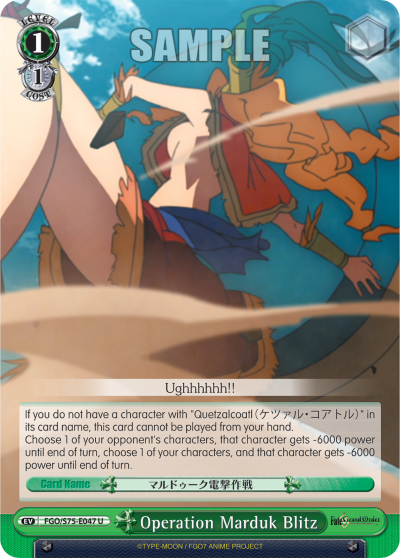 LEVEL
1
1
COST
SAMPLE
Ughhhhhh!!
If you do not have a character with "Quetzalcoatl(ケツァル・コアトル)" in
its card name, this card cannot be played from your hand.
Choose 1 of your opponent's characters, that character gets -6000 power
until end of turn, choose 1 of your characters, and that character gets -6000
power until end of turn.
Card Name マルドゥーク電撃作戦
EV FGO/S75-E047 U Operation Marduk Blitz Fate Grand Order
©TYPE-MOON / FGO7 ANIME PROJECT